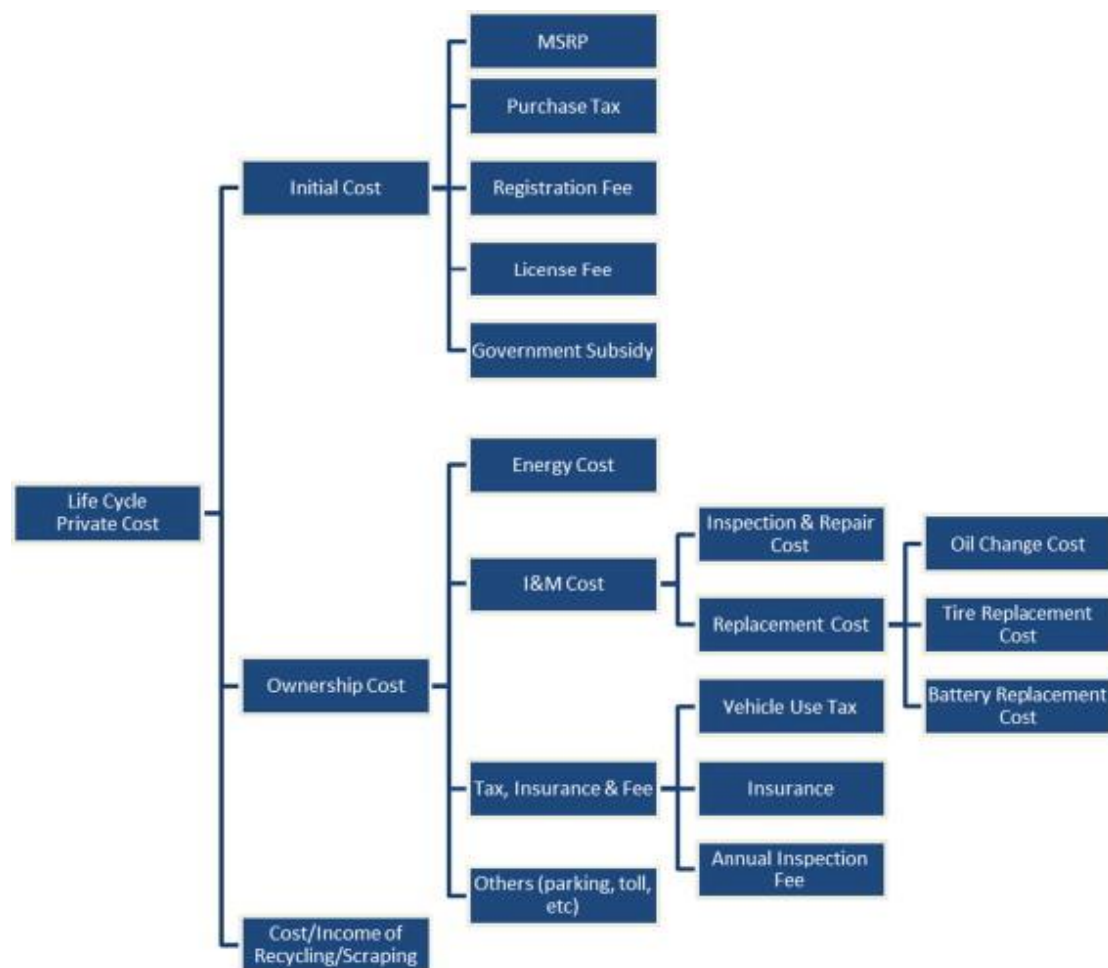 MSRP
Purchase Tax
Initial Cost
Registration Fee
License Fee
Government Subsidy
Energy Cost
Life Cycle
Private Cost
Inspection & Repair
Cost
Oil Change Cost
I&M Cost
Replacement Cost
Tire Replacement
Cost
Ownership Cost
Vehicle Use Tax
Battery Replacement
Cost
Tax, Insurance & Fee
Insurance
Annual Inspection
Fee
Others (parking, toll,
etc)
Cost/Income of
Recycling/Scraping